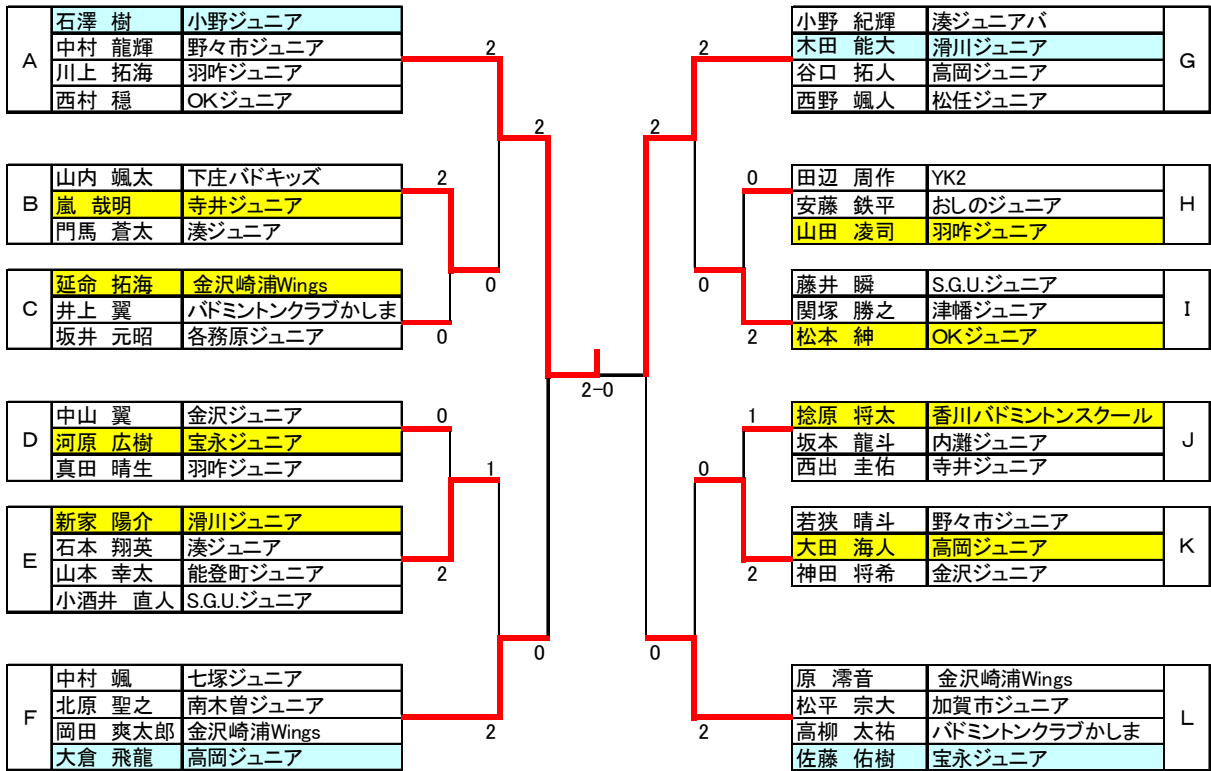 A
石澤 樹 小野ジュニア
中村 龍輝 野々市ジュニア
川上 拓海 羽咋ジュニア
西村 穏 OKジュニア
2
B
山内 颯太 下庄バドキッズ
嵐 哉明 寺井ジュニア
門馬 蒼太 湊ジュニア
2
2
C
延命 拓海 金沢崎浦Wings
井上 翼 バドミントンクラブかしま
坂井 元昭 各務原ジュニア
0
0
D
中山 翼 金沢ジュニア
河原 広樹 宝永ジュニア
真田 晴生 羽咋ジュニア
0
1
E
新家 陽介 滑川ジュニア
石本 翔英 湊ジュニア
山本 幸太 能登町ジュニア
小酒井 直人 S.G.U.ジュニア
2
0
F
中村 颯 七塚ジュニア
北原 聖之 南木曽ジュニア
岡田 爽太郎 金沢崎浦Wings
大倉 飛龍 高岡ジュニア
2
2-0
小野 紀輝 湊ジュニアバ
木田 能大 滑川ジュニア
谷口 拓人 高岡ジュニア
西野 颯人 松任ジュニア
G
2
2
田辺 周作 YK2
安藤 鉄平 おしのジュニア
山田 凌司 羽咋ジュニア
H
0
0
藤井 瞬 S.G.U.ジュニア
関塚 勝之 津幡ジュニア
松本 紳 OKジュニア
I
2
捻原 将太 香川バドミントンスクール
坂本 龍斗 内灘ジュニア
西出 圭佑 寺井ジュニア
J
1
0
若狭 晴斗 野々市ジュニア
大田 海人 高岡ジュニア
神田 将希 金沢ジュニア
K
2
0
原 澪音 金沢崎浦Wings
松平 宗大 加賀市ジュニア
高柳 太祐 バドミントンクラブかしま
佐藤 佑樹 宝永ジュニア
L
2